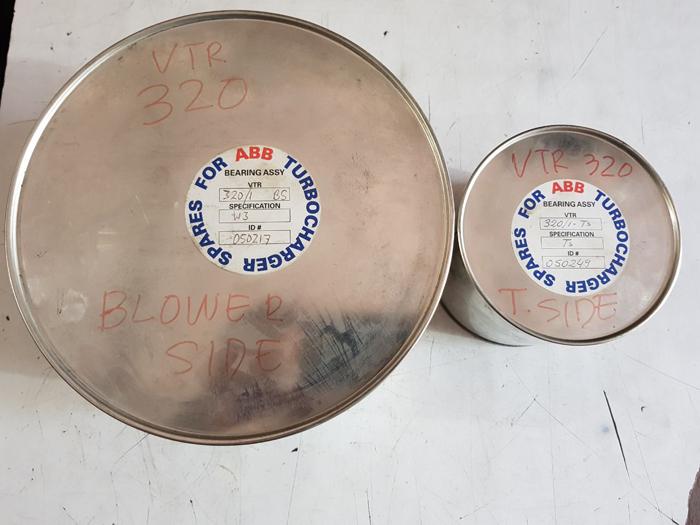 VTR
320
SPARES FOR ABB TURBOCHARGER
BEARING ASSY
VTR
320/1 BS
SPECIFICATION
W3
ID #
050217
BLOWER
SIDE
VTR 320
SPARES FOR ABB TURBOCHARGER
BEARING ASSY
VTR
320/1-TS
SPECIFICATION
TS
ID #
050249
T. SIDE